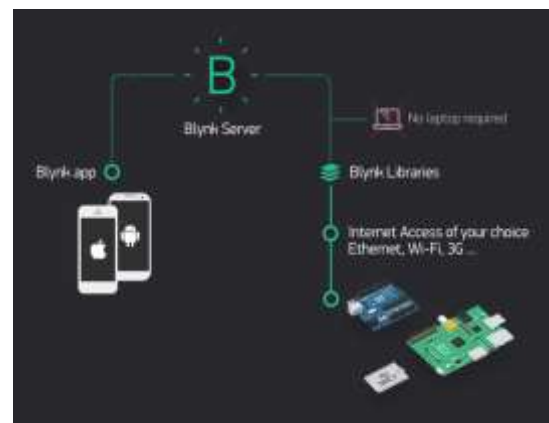 B
Blynk Server
No laptop required
Blynk app
Blynk Libraries
Internet Access of your choice
Ethernet, Wi-Fi, 3G ...